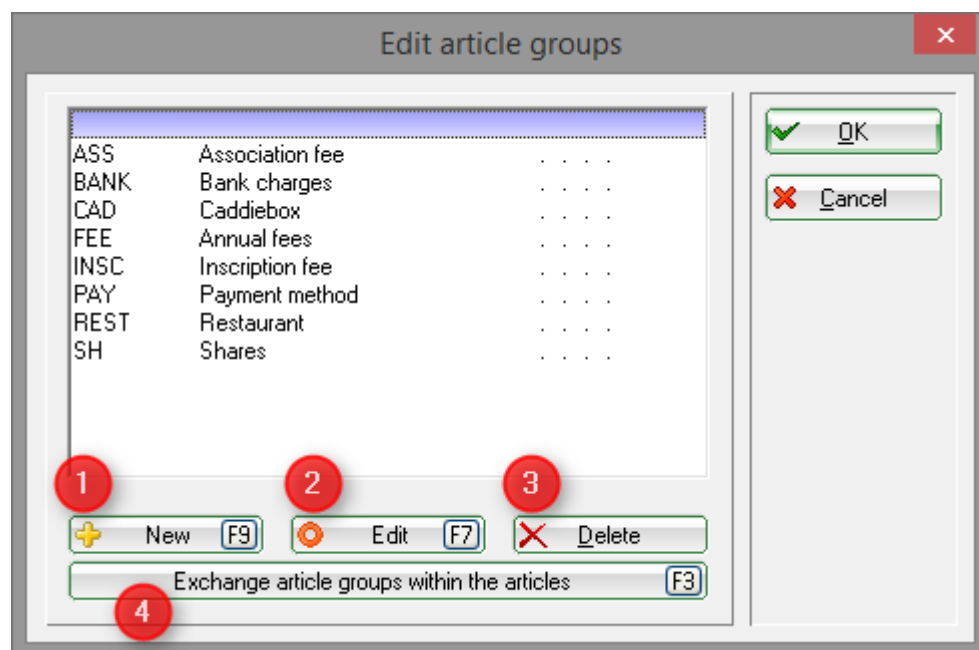 Edit article groups
ASS Association fee . . . .
BANK Bank charges . . . .
CAD Caddiebox . . . .
FEE Annual fees . . . .
INSC Inscription fee . . . .
PAY Payment method . . . .
REST Restaurant . . . .
SH Shares . . . .
OK
Cancel
1 2 3
New F9 Edit F7 Delete
Exchange article groups within the articles F3
4